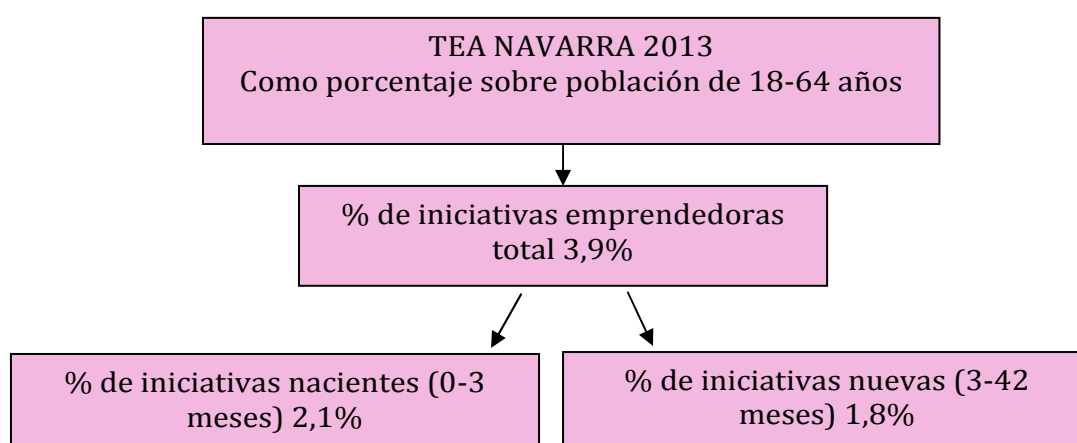 TEA NAVARRA 2013
Como porcentaje sobre población de 18-64 años
% de iniciativas emprendedoras
total 3,9%
% de iniciativas nacientes (0-3
meses) 2,1%
% de iniciativas nuevas (3-42
meses) 1,8%